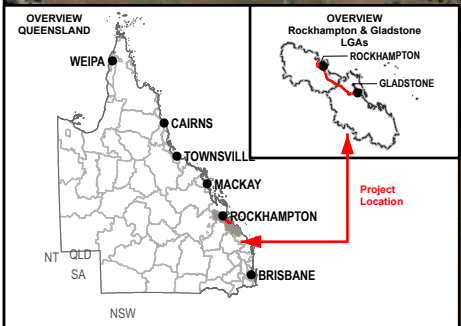 OVERVIEW
QUEENSLAND
WEIPA
CAIRNS
TOWNSVILLE
MACKAY
ROCKHAMPTON
BRISBANE
NT
QLD
SA
NSW
OVERVIEW
Rockhampton & Gladstone
LGAs
ROCKHAMPTON
GLADSTONE
Project
Location